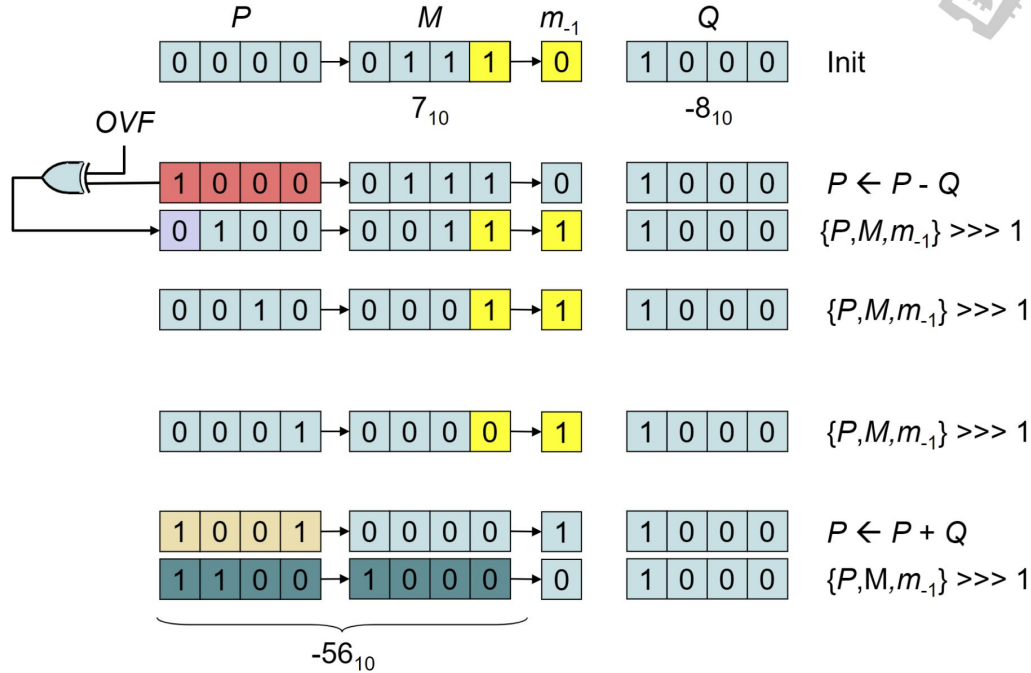 P M m₋₁ Q
0 0 0 0 0 1 1 1 0 1 0 0 0 Init
7₁₀ -8₁₀
OVF
1 0 0 0 0 1 1 1 0 1 0 0 0 P ← P - Q
0 1 0 0 0 0 1 1 1 1 0 0 0 {P,M,m₋₁} >>> 1
0 0 1 0 0 0 0 1 1 1 0 0 0 {P,M,m₋₁} >>> 1
0 0 0 1 0 0 0 0 1 1 0 0 0 {P,M,m₋₁} >>> 1
1 0 0 1 0 0 0 0 1 1 0 0 0 P ← P + Q
1 1 0 0 1 0 0 0 0 1 0 0 0 {P,M,m₋₁} >>> 1
-56₁₀